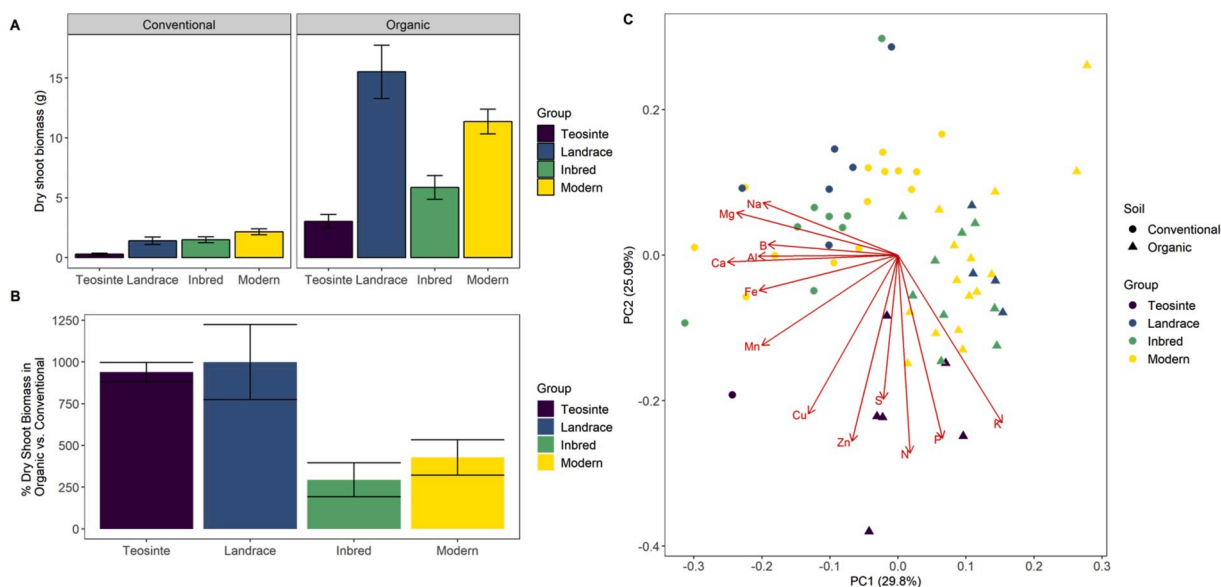 A
Conventional
Organic
Dry shoot biomass (g)
15
10
5
0
Teosinte Landrace Inbred Modern
Teosinte Landrace Inbred Modern
Group
Teosinte
Landrace
Inbred
Modern
B
% Dry Shoot Biomass in
Organic vs. Conventional
1250
1000
750
500
250
0
Teosinte Landrace Inbred Modern
Group
Teosinte
Landrace
Inbred
Modern
C
PC2 (25.09%)
0.2
0.0
-0.2
-0.4
Na
Mg
B
Al
Ca
Fe
Mn
Cu
Zn
S
N
P
K
-0.3 -0.2 -0.1 0.0 0.1 0.2 0.3
PC1 (29.8%)
Soil
Conventional
Organic
Group
Teosinte
Landrace
Inbred
Modern